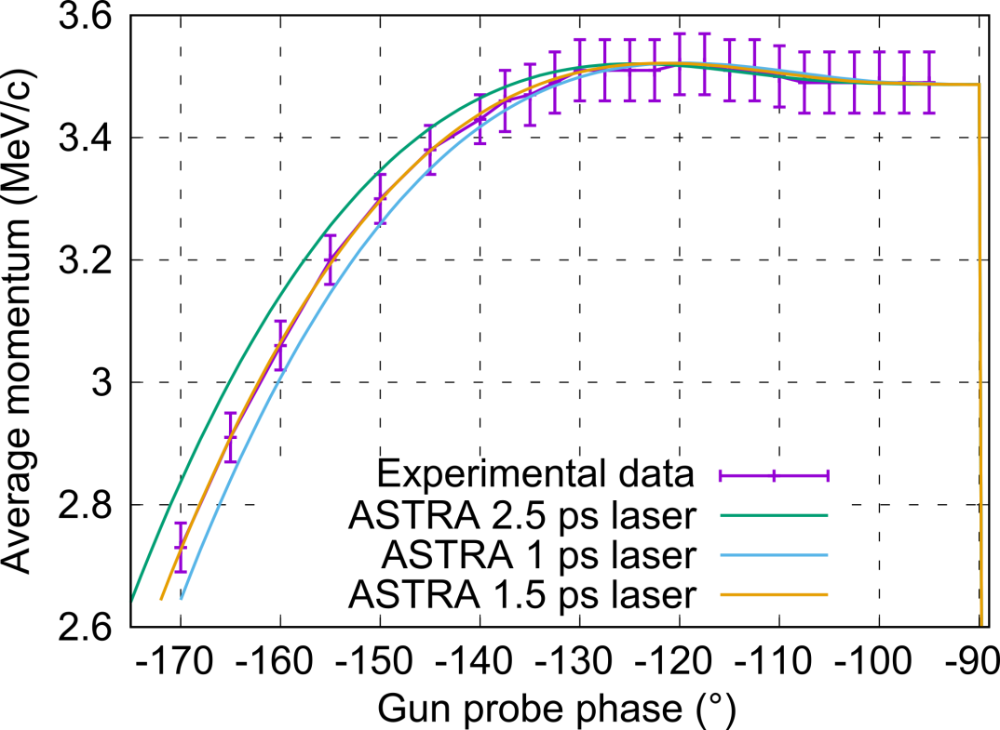 Average momentum (MeV/c)
3.6
3.4
3.2
3
2.8
2.6
Experimental data
ASTRA 2.5 ps laser
ASTRA 1 ps laser
ASTRA 1.5 ps laser
-170 -160 -150 -140 -130 -120 -110 -100 -90
Gun probe phase (°)